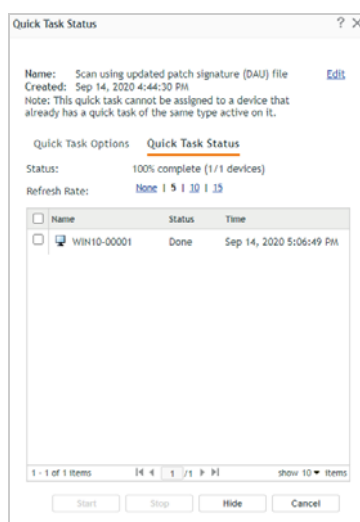 Quick Task Status ? X
Name: Scan using updated patch signature (DAU) file Edit
Created: Sep 14, 2020 4:44:30 PM
Note: This quick task cannot be assigned to a device that
already has a quick task of the same type active on it.
Quick Task Options Quick Task Status
Status: 100% complete (1/1 devices)
Refresh Rate: None | 5 | 10 | 15
Name Status Time
WIN10-00001 Done Sep 14, 2020 5:06:49 PM
1 - 1 of 1 items 1 /1 show 10 items
Start Stop Hide Cancel